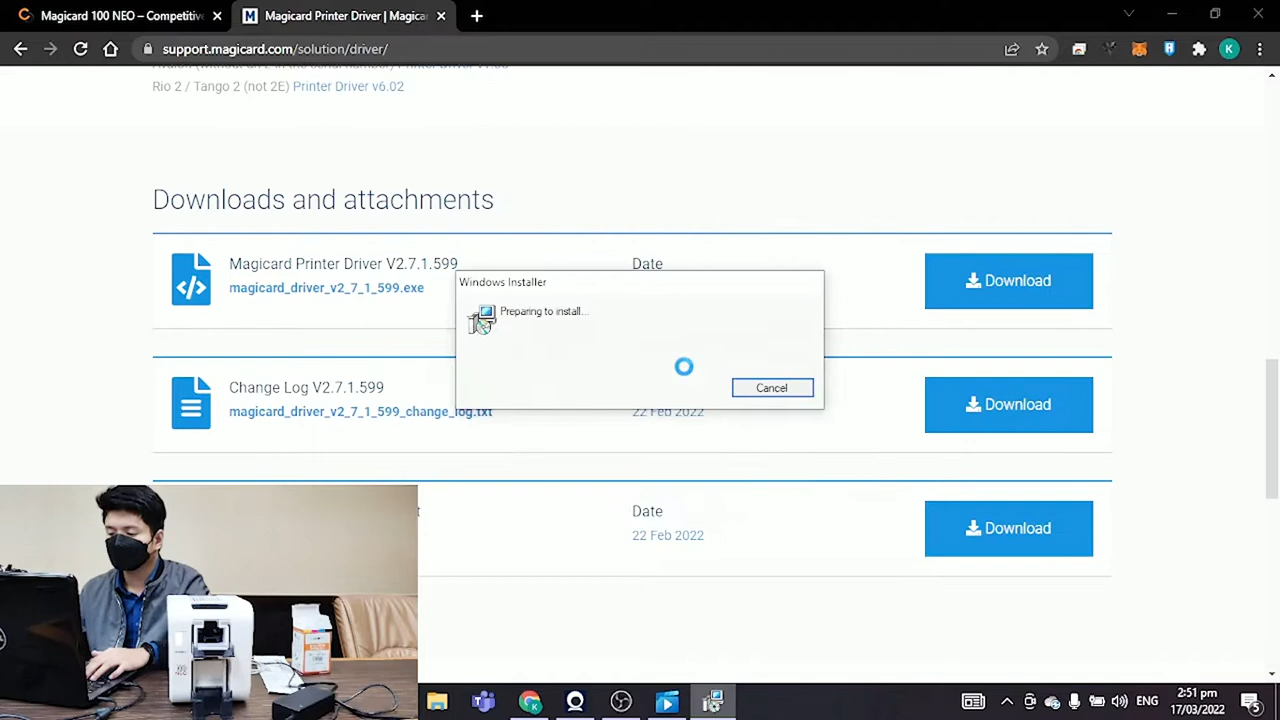 Magicard 100 NEO – Competitive
Magicard Printer Driver | Magica
support.magicard.com/solution/driver/
K
Rio 2 / Tango 2 (not 2E) Printer Driver v6.02
Downloads and attachments
Magicard Printer Driver V2.7.1.599
magicard_driver_v2_7_1_599.exe
Date
Download
Windows Installer
Preparing to install...
Cancel
Change Log V2.7.1.599
magicard_driver_v2_7_1_599_change_log.txt
22 Feb 2022
Download
t
Date
22 Feb 2022
Download
ENG
2:51 pm
17/03/2022
5